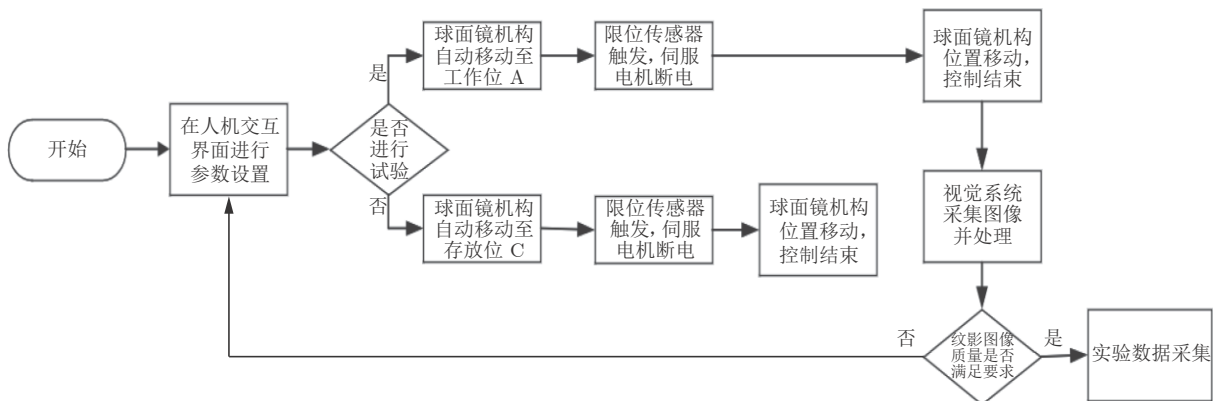 开始
在人机交互
界面进行
参数设置
是否
进行
试验
是
球面镜机构
自动移动至
工作位 A
限位传感器
触发,伺服
电机断电
球面镜机构
位置移动,
控制结束
否
球面镜机构
自动移动至
存放位 C
限位传感器
触发,伺服
电机断电
球面镜机构
位置移动,
控制结束
视觉系统
采集图像
并处理
纹影图像
质量是否
满足要求
否
是
实验数据采集